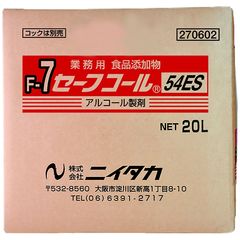 コックは別売
270602
業務用 食品添加物
F-7 セーフコール® 54ES
アルコール製剤
NET 20L
株式会社 ニイタカ
〒532-8560 大阪市淀川区新高1丁目8-10
TEL(06)6391-2717